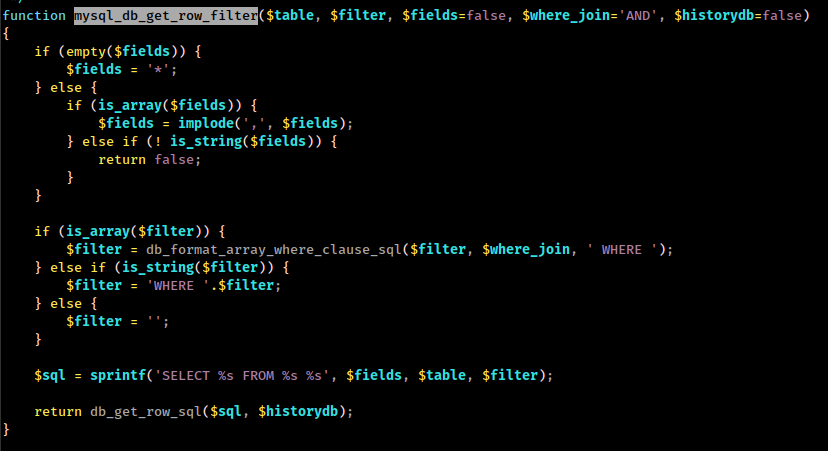 function mysql_db_get_row_filter($table, $filter, $fields=false, $where_join='AND', $historydb=false)
{
    if (empty($fields)) {
        $fields = '*';
    } else {
        if (is_array($fields)) {
            $fields = implode(',', $fields);
        } else if (! is_string($fields)) {
            return false;
        }
    }

    if (is_array($filter)) {
        $filter = db_format_array_where_clause_sql($filter, $where_join, ' WHERE ');
    } else if (is_string($filter)) {
        $filter = 'WHERE '.$filter;
    } else {
        $filter = '';
    }

    $sql = sprintf('SELECT %s FROM %s %s', $fields, $table, $filter);

    return db_get_row_sql($sql, $historydb);
}